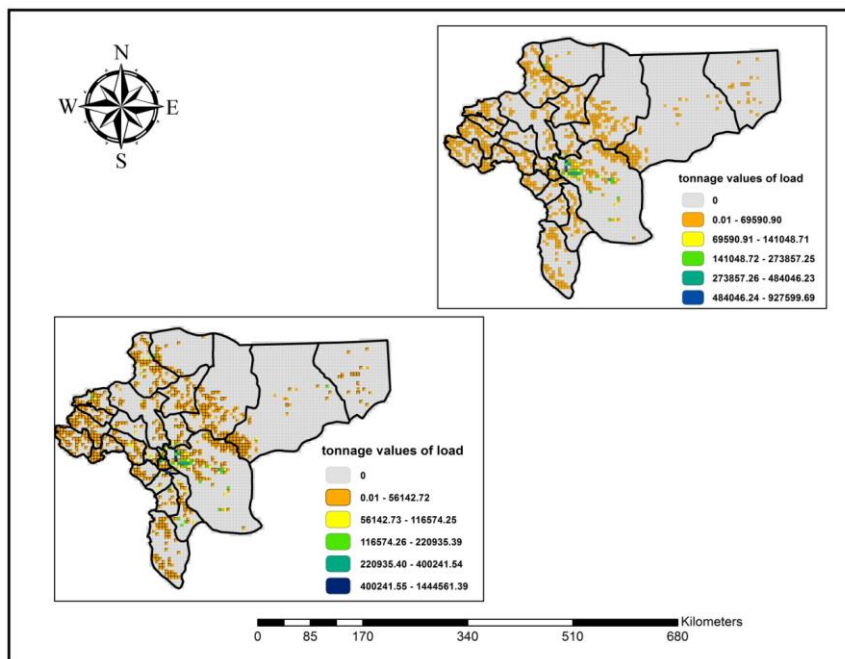 N
W E
S
tonnage values of load
0
0.01 - 69590.90
69590.91 - 141048.71
141048.72 - 273857.25
273857.26 - 484046.23
484046.24 - 927599.69
tonnage values of load
0
0.01 - 56142.72
56142.73 - 116574.25
116574.26 - 220935.39
220935.40 - 400241.54
400241.55 - 1444561.39
Kilometers
0 85 170 340 510 680